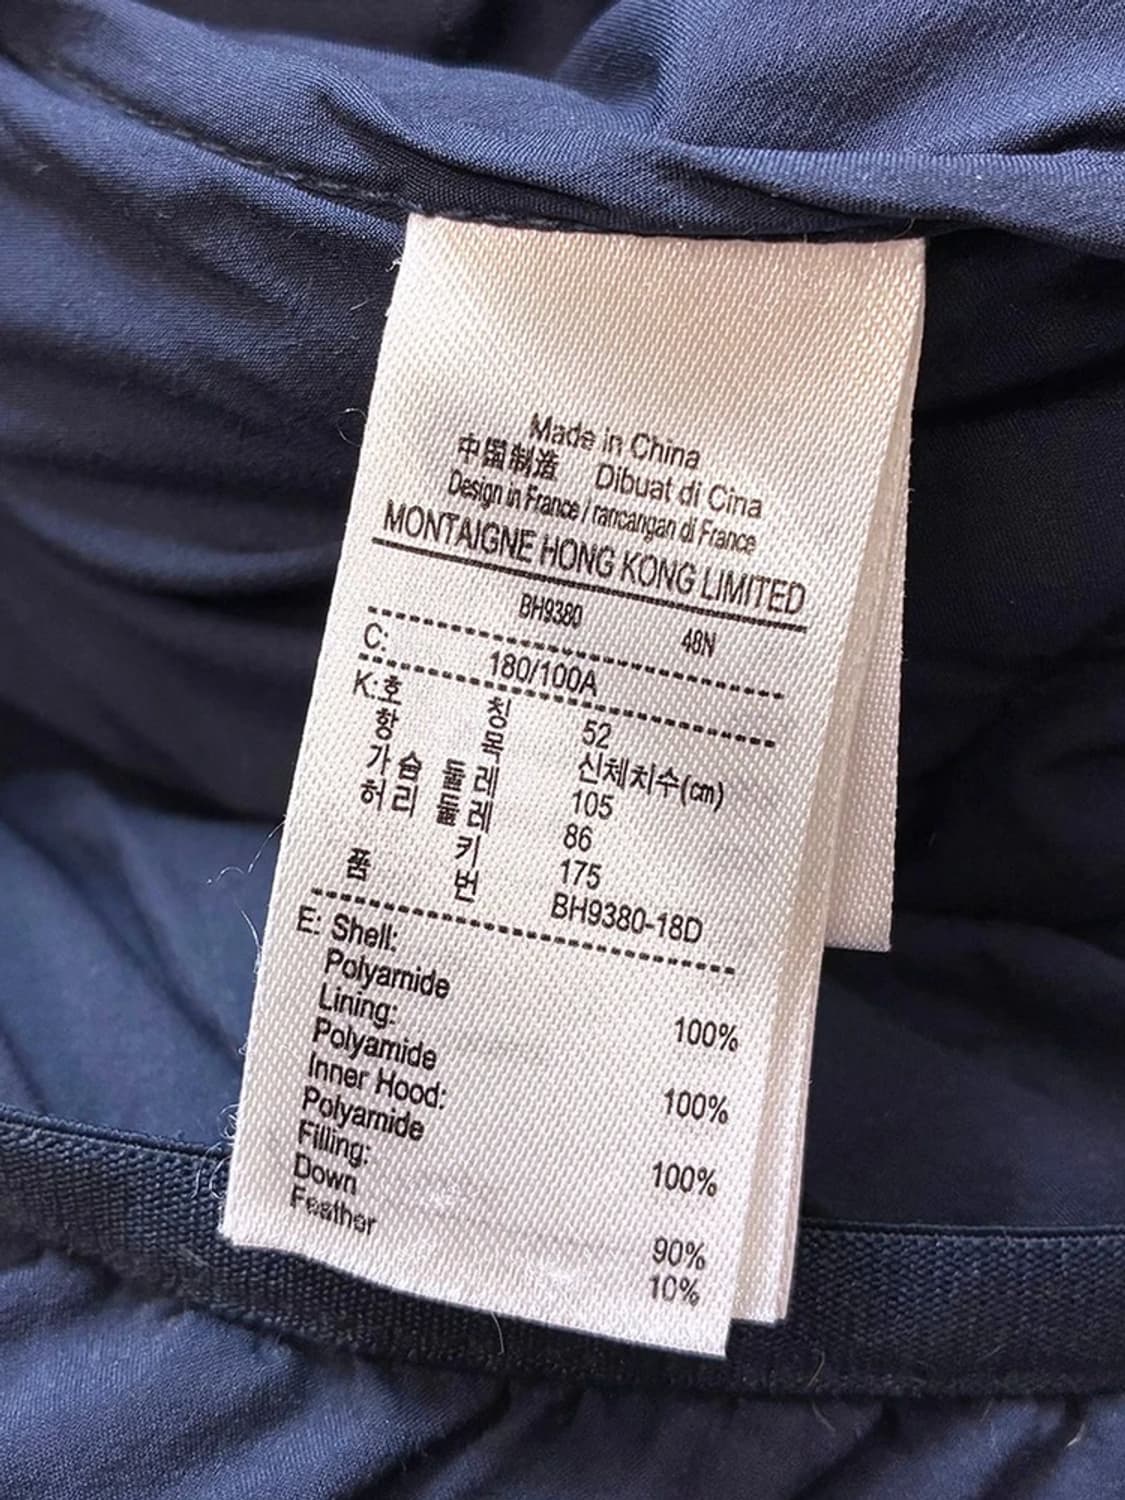 Made in China
中国制造 Dibuat di Cina
Design in France / rancangan di France
MONTAIGNE HONG KONG LIMITED
BH9380 48N
C: 180/100A
K:호 칭 52
항 목 신체치수(cm)
가슴 둘레 105
허리 둘레 86
키 175
품 번 BH9380-18D
E: Shell:
Polyamide 100%
Lining:
Polyamide 100%
Inner Hood:
Polyamide 100%
Filling:
Down 90%
Feather 10%